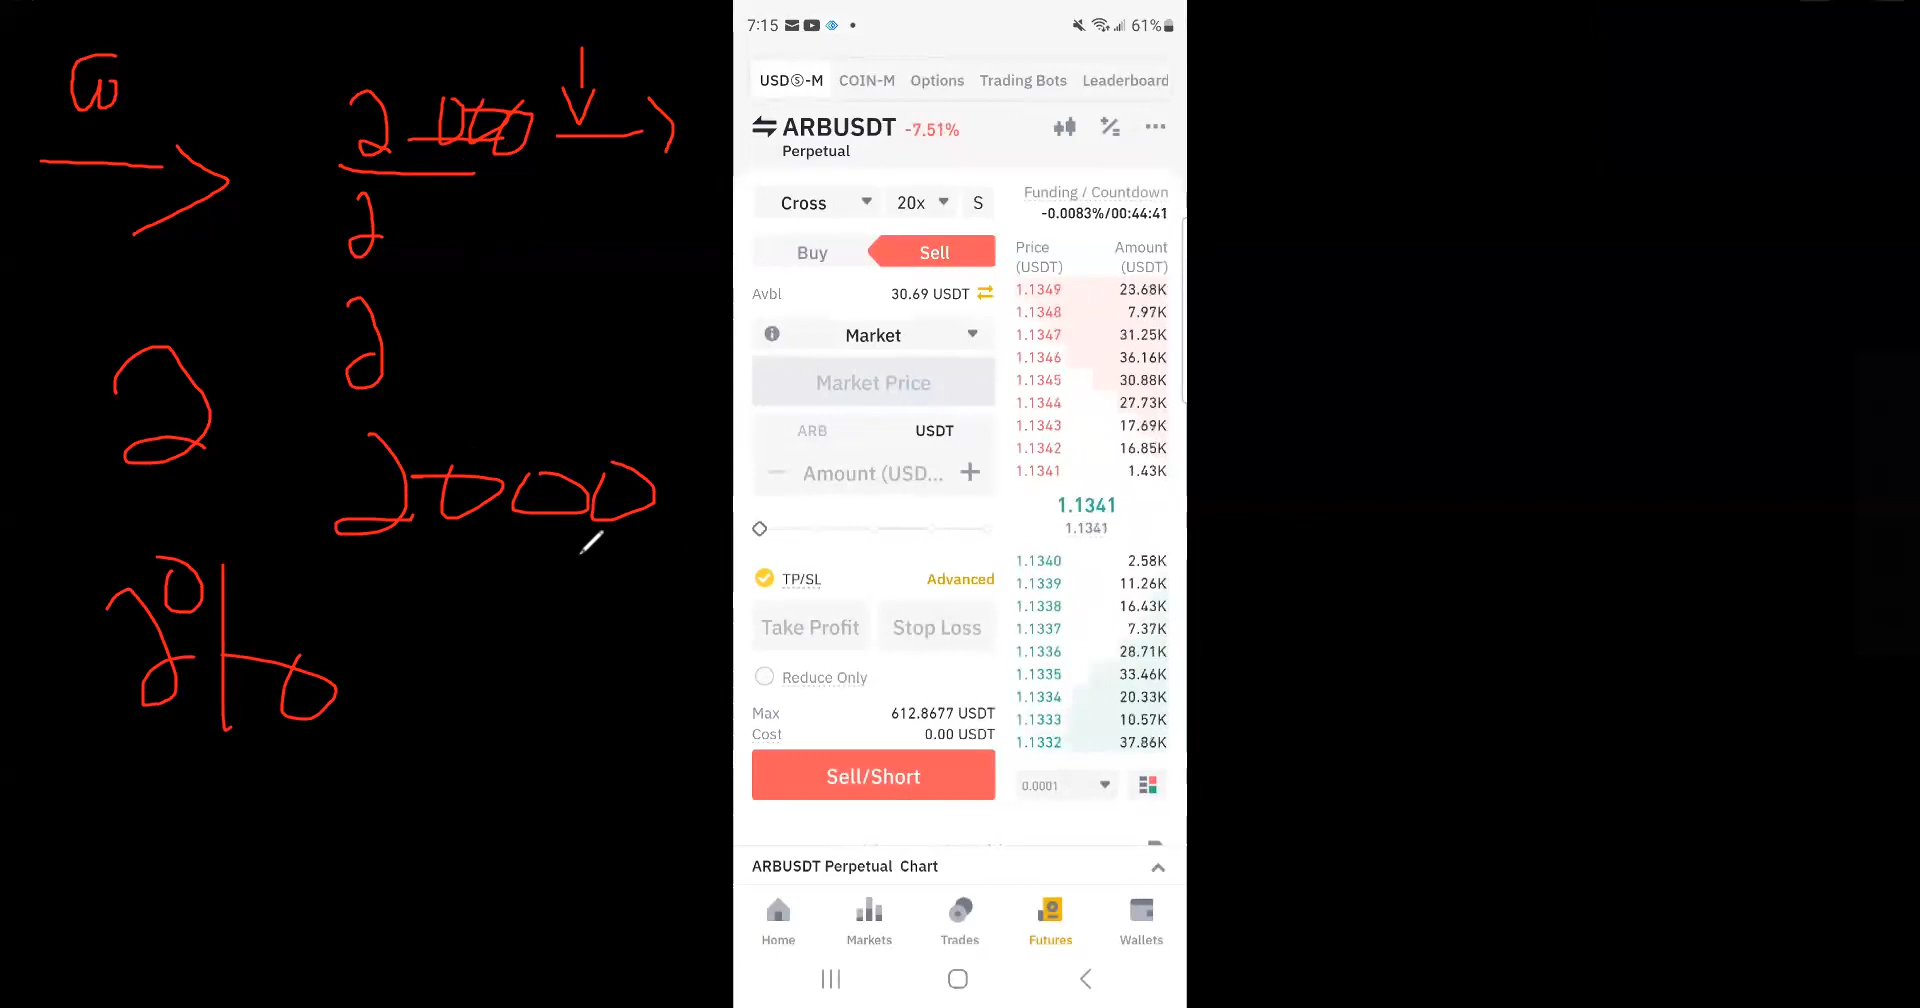 2000
2
2
2
2000
2%
7:15
61%
USDⓈ-M COIN-M Options Trading Bots Leaderboard
ARBUSDT -7.51%
Perpetual
Cross 20x S
Buy Sell
Avbl 30.69 USDT
Market
Market Price
ARB USDT
Amount (USD...
TP/SL Advanced
Take Profit Stop Loss
Reduce Only
Max 612.8677 USDT
Cost 0.00 USDT
Sell/Short
Funding / Countdown
-0.0083%/00:44:41
Price Amount
(USDT) (USDT)
1.1349 23.68K
1.1348 7.97K
1.1347 31.25K
1.1346 36.16K
1.1345 30.88K
1.1344 27.73K
1.1343 17.69K
1.1342 16.85K
1.1341 1.43K
1.1341
1.1341
1.1340 2.58K
1.1339 11.26K
1.1338 16.43K
1.1337 7.37K
1.1336 28.71K
1.1335 33.46K
1.1334 20.33K
1.1333 10.57K
1.1332 37.86K
0.0001
ARBUSDT Perpetual Chart
Home Markets Trades Futures Wallets